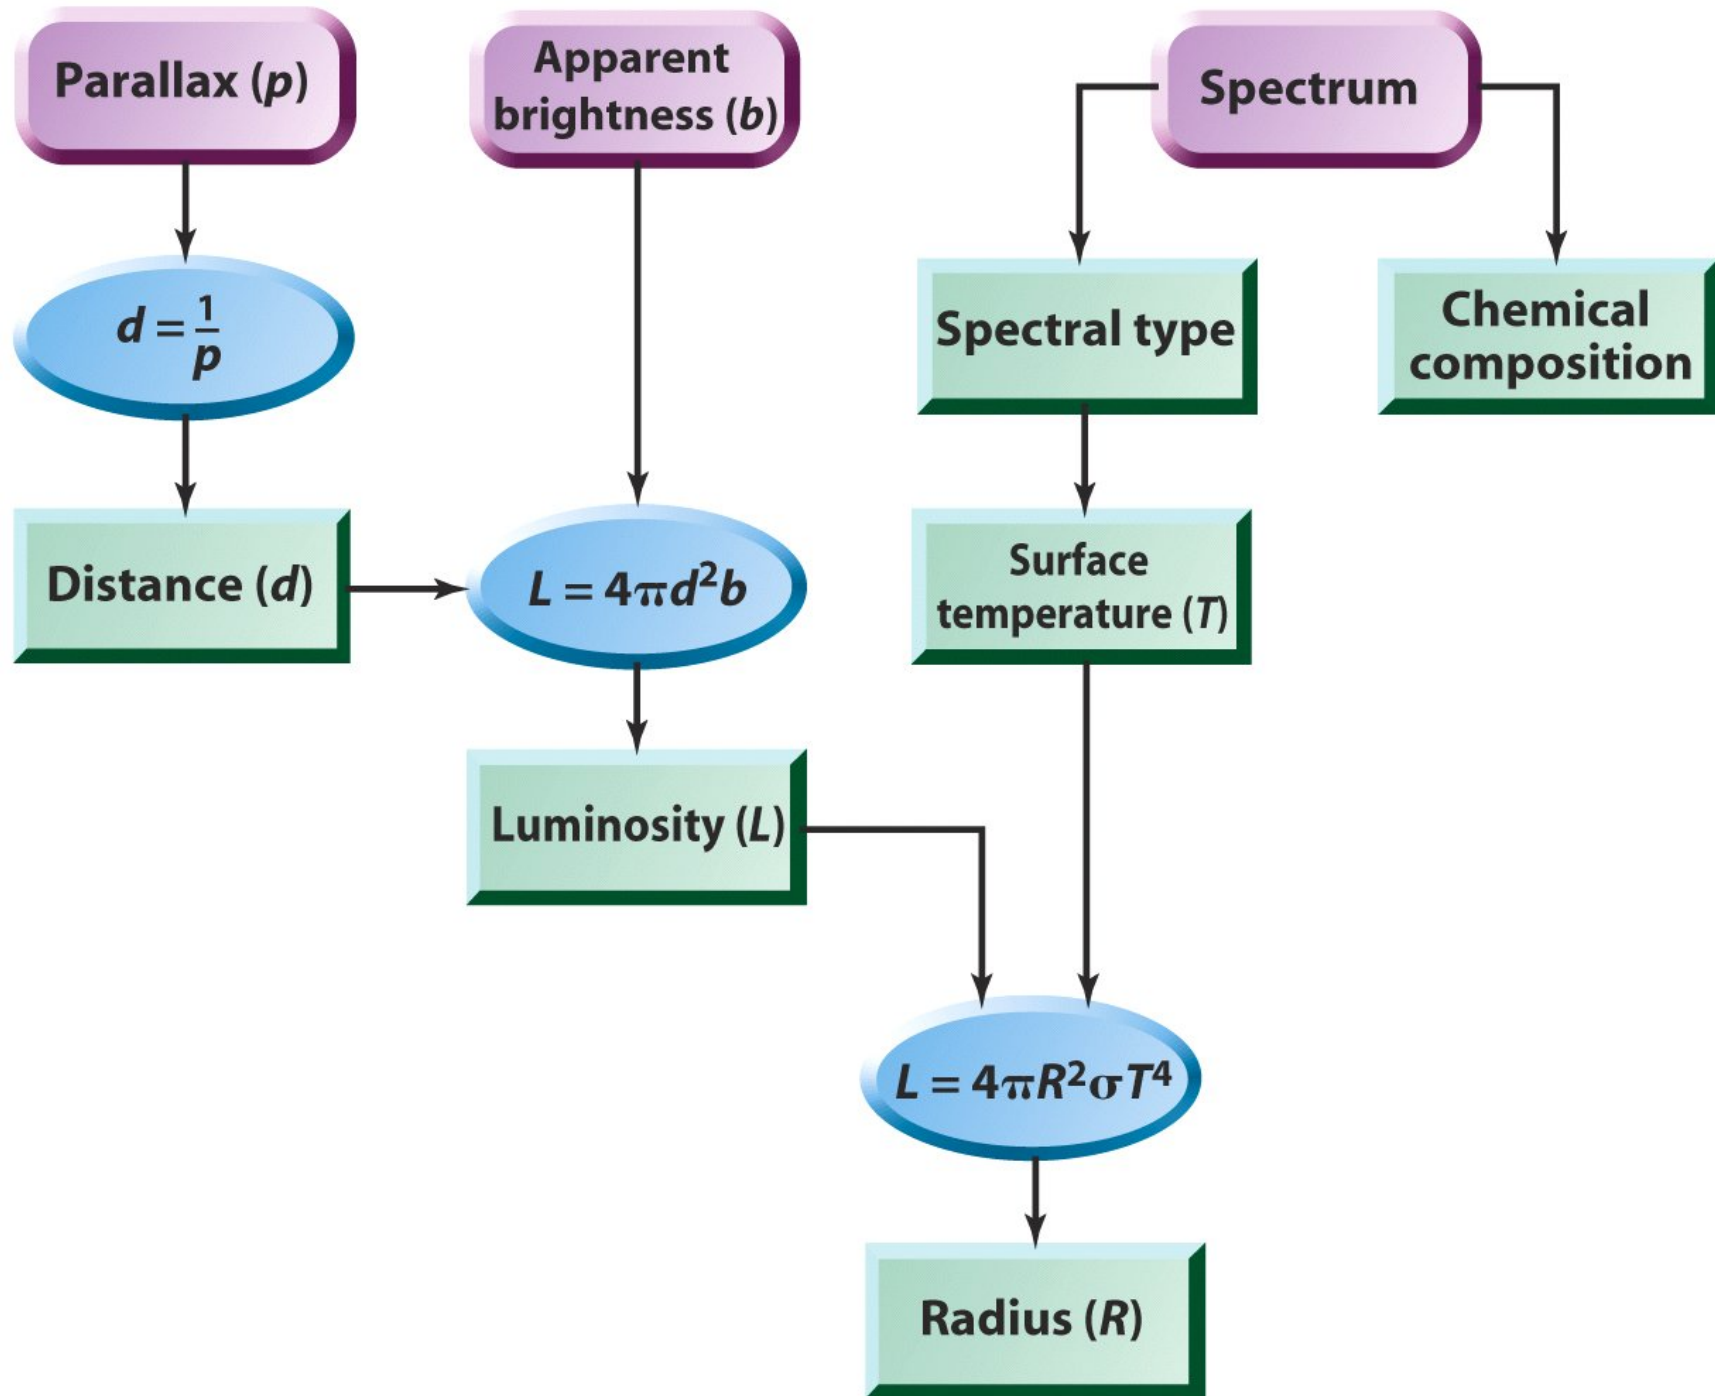 Parallax (p)
Apparent
brightness (b)
Spectrum
d = 1/p
Spectral type
Chemical
composition
Distance (d)
L = 4πd²b
Surface
temperature (T)
Luminosity (L)
L = 4πR²σT⁴
Radius (R)